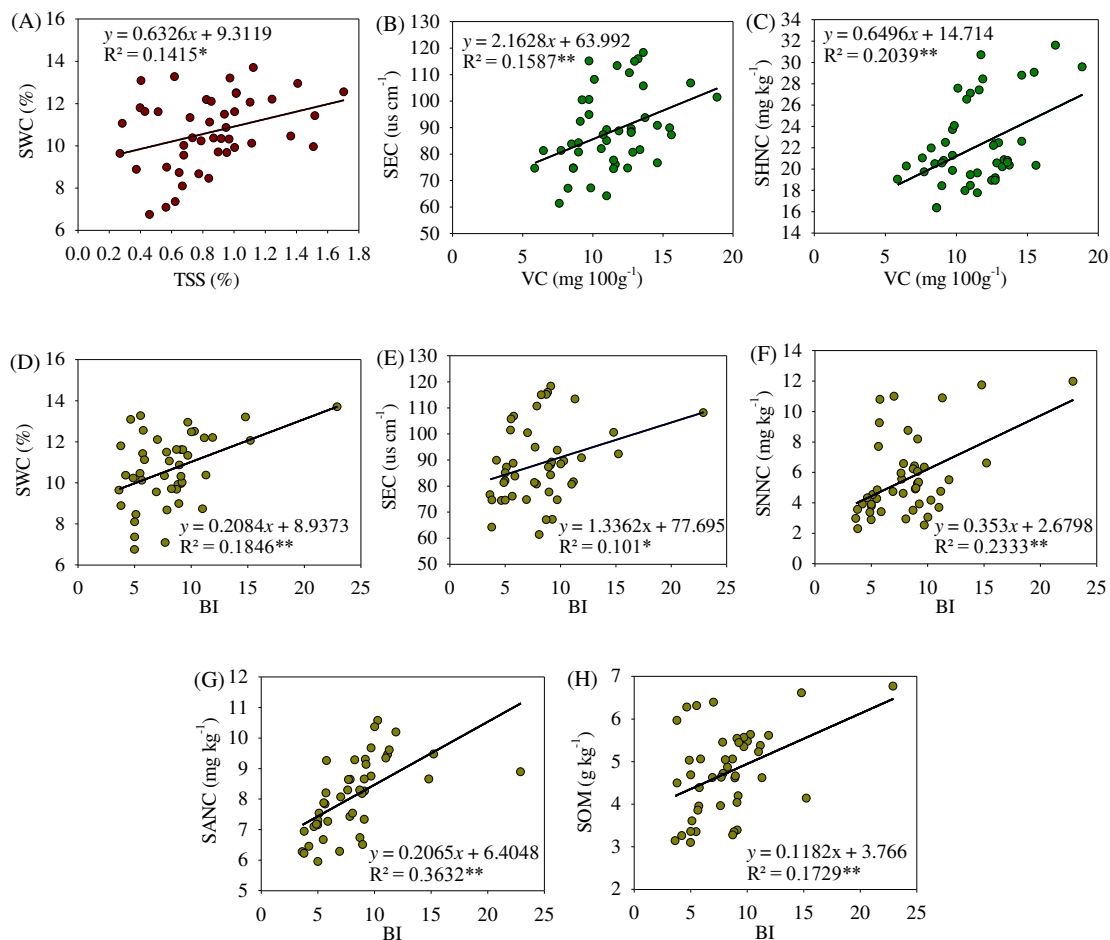 (A)
y = 0.6326x + 9.3119
R² = 0.1415*
SWC (%)
16
14
12
10
8
6
0.0 0.2 0.4 0.6 0.8 1.0 1.2 1.4 1.6 1.8
TSS (%)
(B)
y = 2.1628x + 63.992
R² = 0.1587**
SEC (us cm⁻¹)
130
120
110
100
90
80
70
60
50
0 5 10 15 20
VC (mg 100g⁻¹)
(C)
y = 0.6496x + 14.714
R² = 0.2039**
SHNC (mg kg⁻¹)
34
32
30
28
26
24
22
20
18
16
14
0 5 10 15 20
VC (mg 100g⁻¹)
(D)
SWC (%)
16
14
12
10
8
6
y = 0.2084x + 8.9373
R² = 0.1846**
0 5 10 15 20 25
BI
(E)
SEC (us cm⁻¹)
130
120
110
100
90
80
70
60
50
y = 1.3362x + 77.695
R² = 0.101*
0 5 10 15 20 25
BI
(F)
SNNC (mg kg⁻¹)
14
12
10
8
6
4
2
0
y = 0.353x + 2.6798
R² = 0.2333**
0 5 10 15 20 25
BI
(G)
SANC (mg kg⁻¹)
12
11
10
9
8
7
6
5
y = 0.2065x + 6.4048
R² = 0.3632**
0 5 10 15 20 25
BI
(H)
SOM (g kg⁻¹)
7
6
5
4
3
2
y = 0.1182x + 3.766
R² = 0.1729**
0 5 10 15 20 25
BI